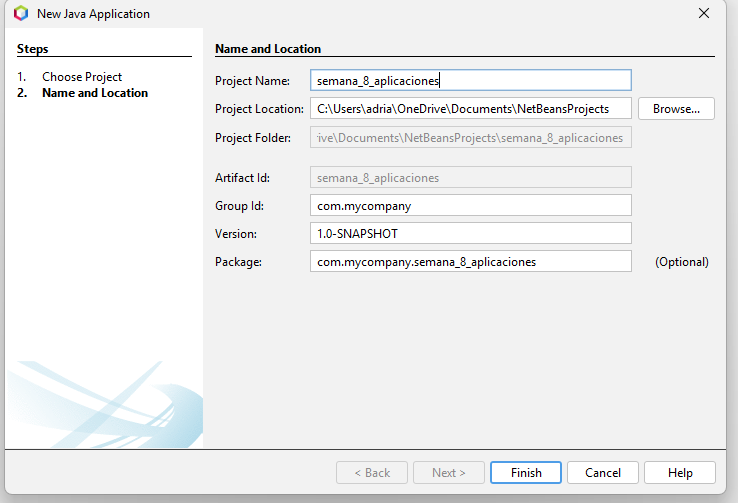 New Java Application
Steps
1. Choose Project
2. Name and Location
Name and Location
Project Name: semana_8_aplicaciones
Project Location: C:\Users\adria\OneDrive\Documents\NetBeansProjects Browse...
Project Folder: ive\Documents\NetBeansProjects\semana_8_aplicaciones
Artifact Id: semana_8_aplicaciones
Group Id: com.mycompany
Version: 1.0-SNAPSHOT
Package: com.mycompany.semana_8_aplicaciones (Optional)
< Back Next > Finish Cancel Help